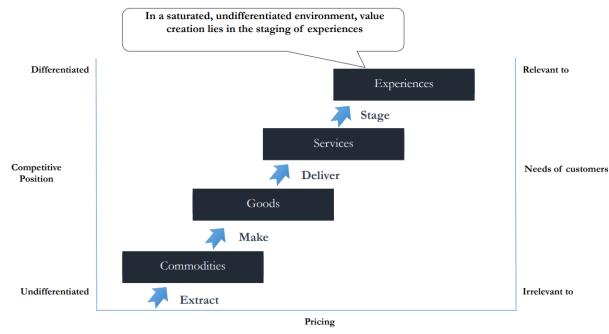 In a saturated, undifferentiated environment, value
creation lies in the staging of experiences
Differentiated
Relevant to
Experiences
Stage
Services
Competitive
Position
Needs of customers
Deliver
Goods
Make
Commodities
Undifferentiated
Irrelevant to
Extract
Pricing